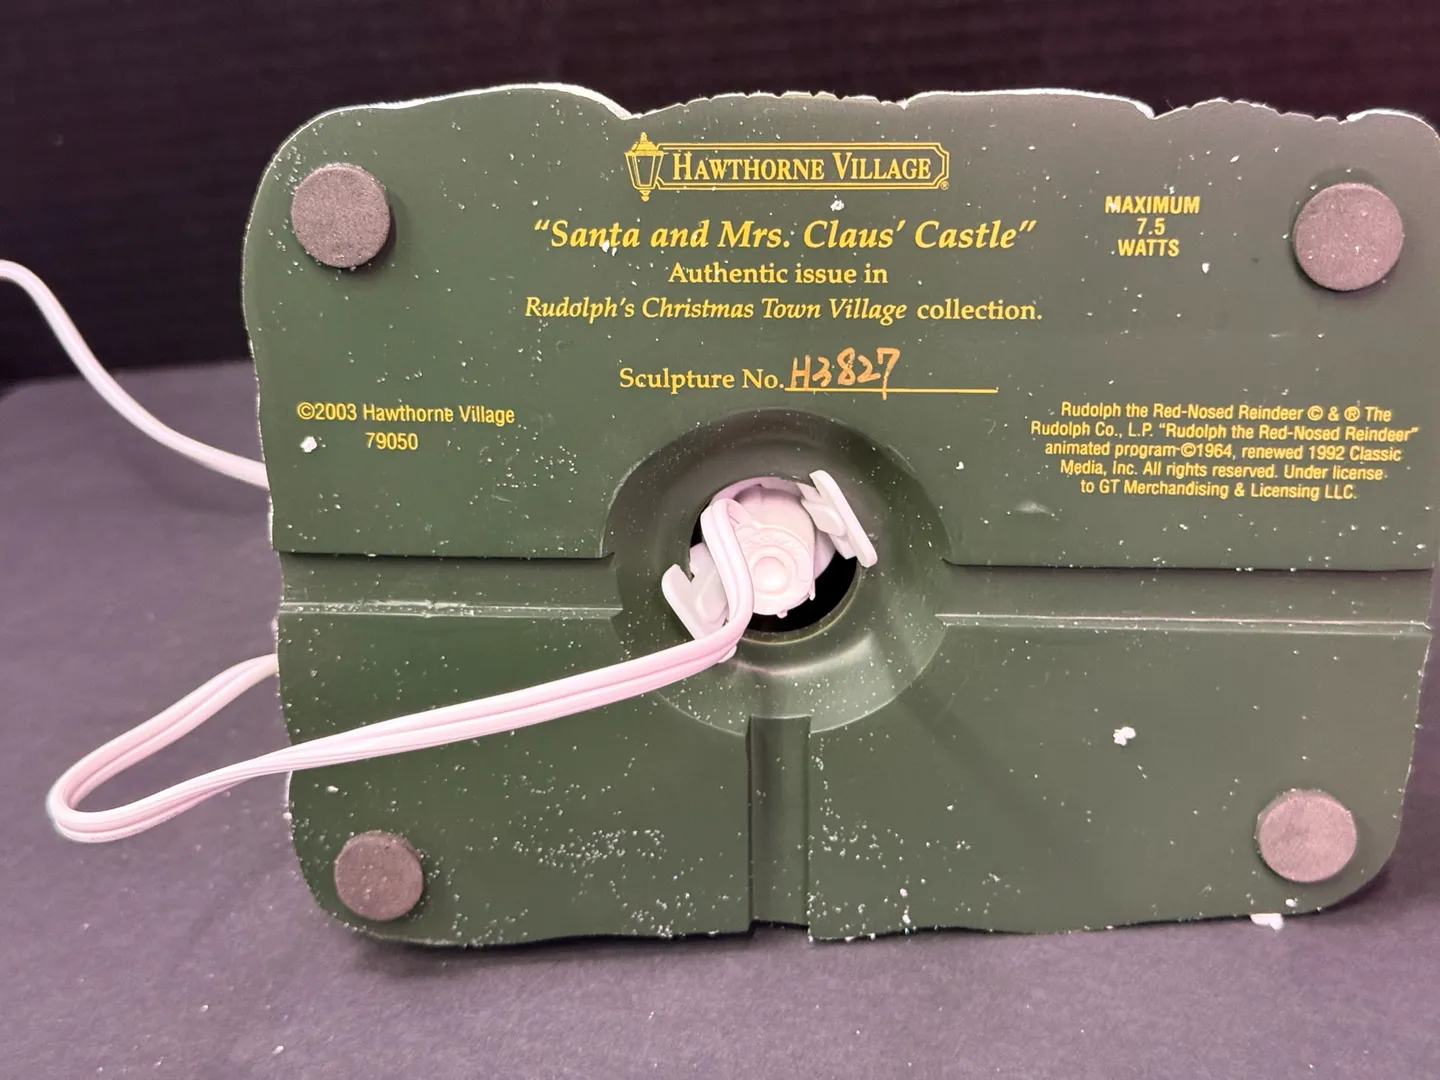 HAWTHORNE VILLAGE®
"Santa and Mrs. Claus' Castle"
Authentic issue in
Rudolph's Christmas Town Village collection.
MAXIMUM
7.5
WATTS
Sculpture No. H3827
©2003 Hawthorne Village
79050
Rudolph the Red-Nosed Reindeer © & ® The
Rudolph Co., L.P. "Rudolph the Red-Nosed Reindeer"
animated program ©1964, renewed 1992 Classic
Media, Inc. All rights reserved. Under license
to GT Merchandising & Licensing LLC.